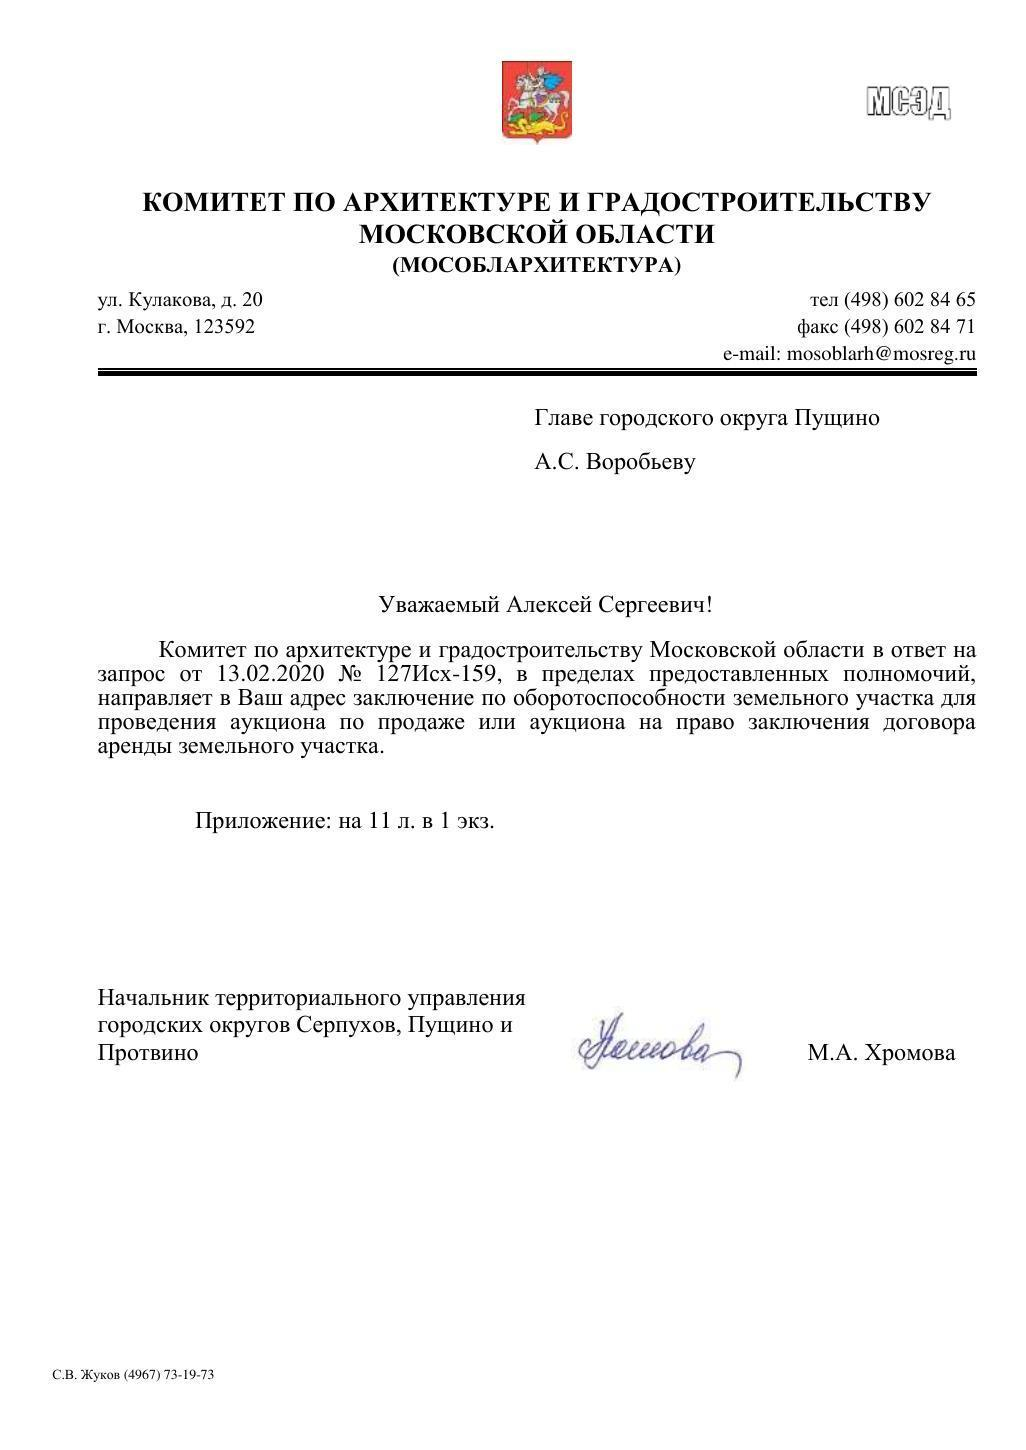 МСЭД
КОМИТЕТ ПО АРХИТЕКТУРЕ И ГРАДОСТРОИТЕЛЬСТВУ
МОСКОВСКОЙ ОБЛАСТИ
(МОСОБЛАРХИТЕКТУРА)
ул. Кулакова, д. 20
г. Москва, 123592
тел (498) 602 84 65
факс (498) 602 84 71
e-mail: mosoblarh@mosreg.ru
Главе городского округа Пущино
А.С. Воробьеву
Уважаемый Алексей Сергеевич!
Комитет по архитектуре и градостроительству Московской области в ответ на
запрос от 13.02.2020 № 127Исх-159, в пределах предоставленных полномочий,
направляет в Ваш адрес заключение по оборотоспособности земельного участка для
проведения аукциона по продаже или аукциона на право заключения договора
аренды земельного участка.
Приложение: на 11 л. в 1 экз.
Начальник территориального управления
городских округов Серпухов, Пущино и
Протвино
М.А. Хромова
С.В. Жуков (4967) 73-19-73